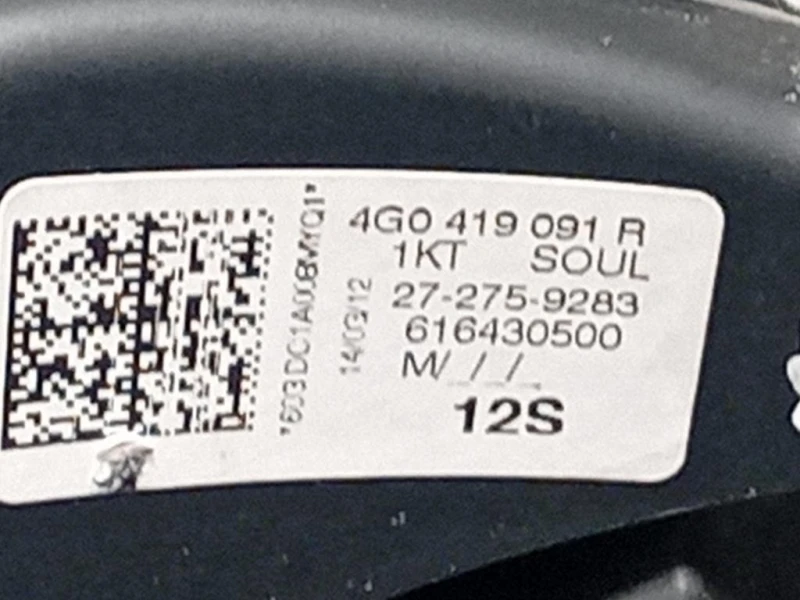 4G0 419 091 R
1KT SOUL
27-275-9283
616430500
M/_/_/_
12S
14/03/12